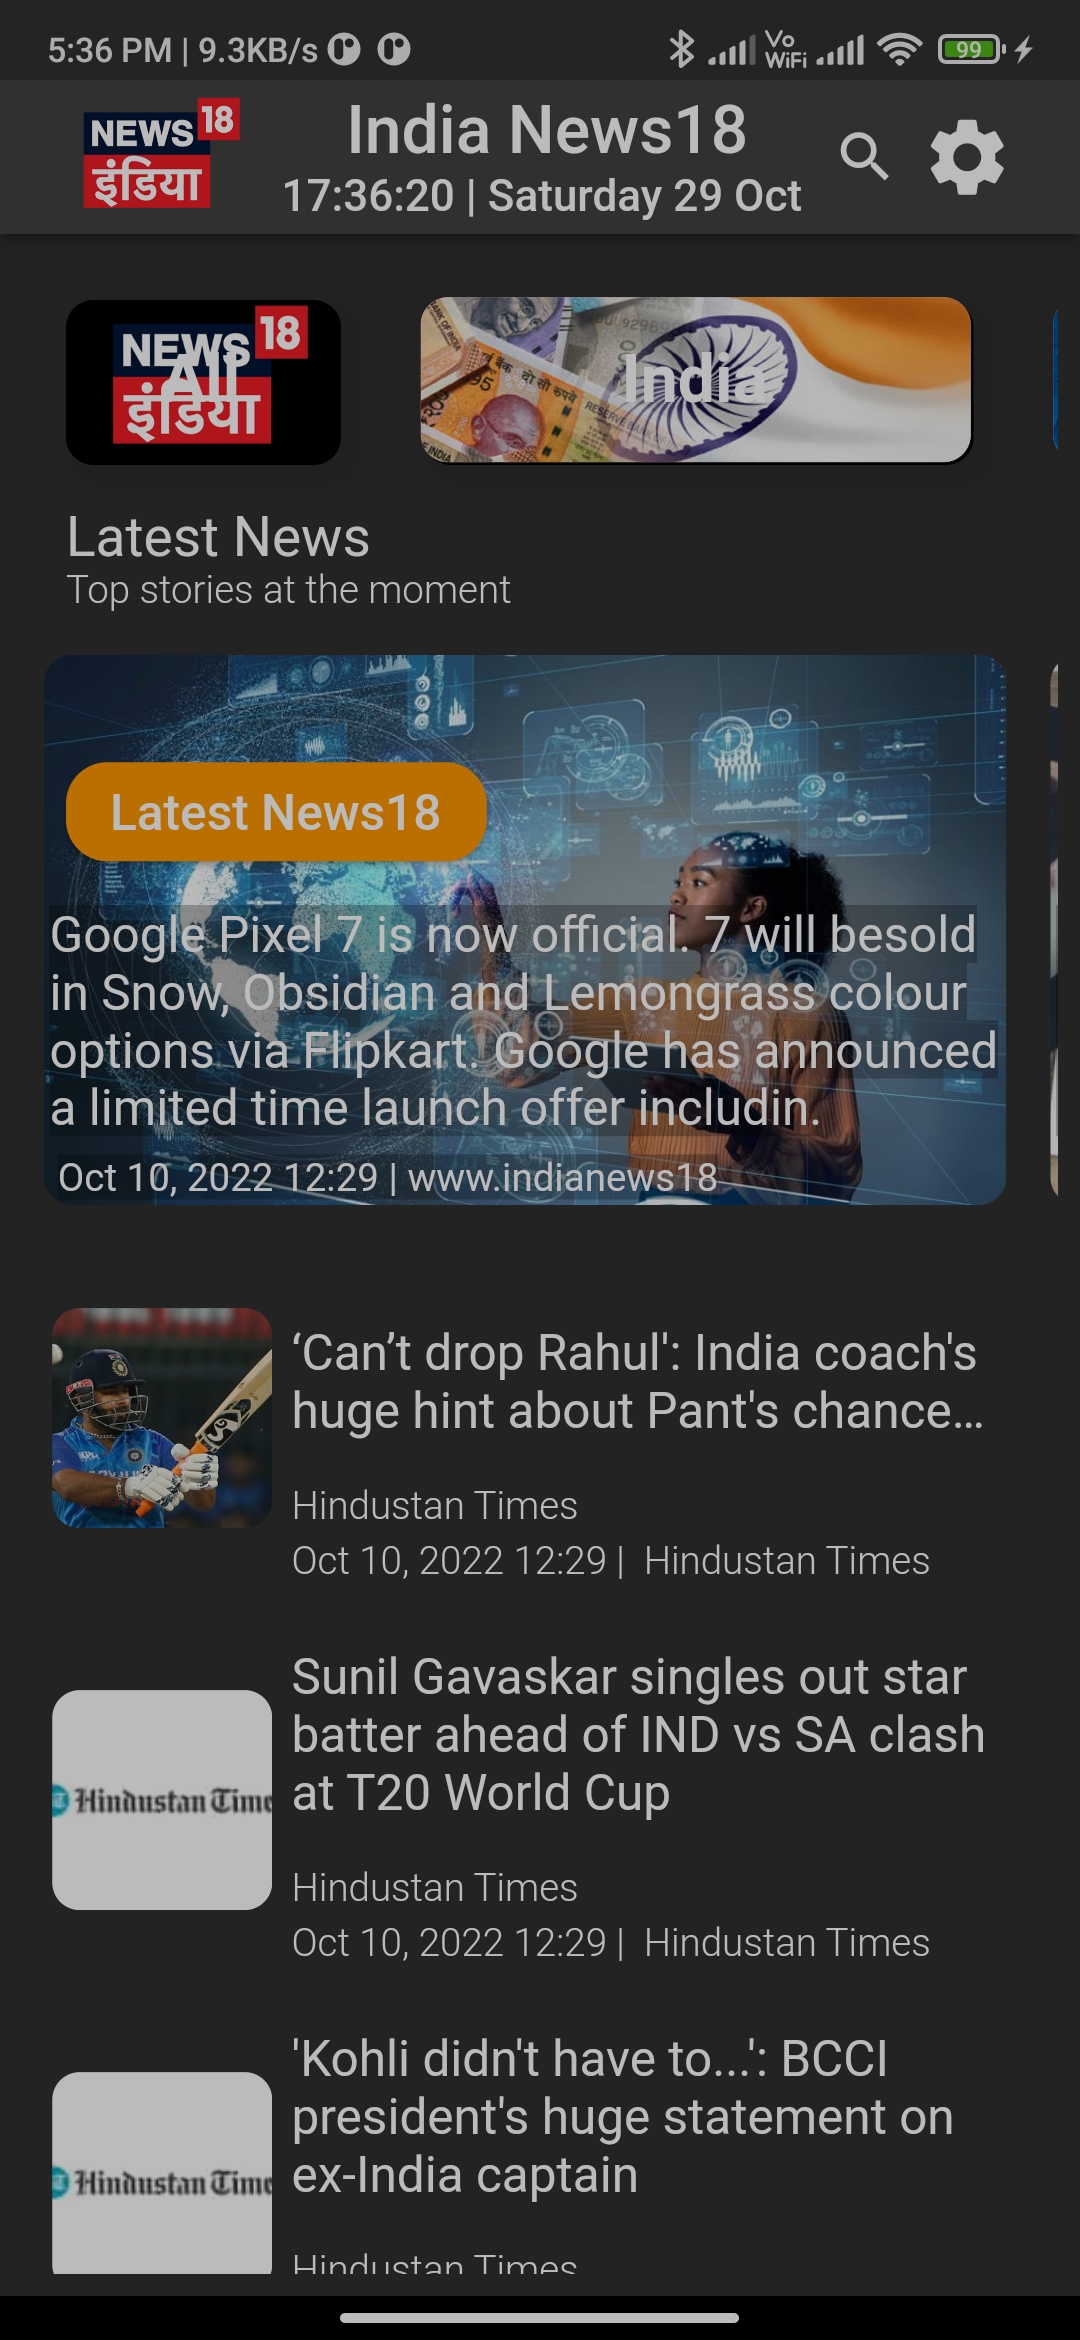 5:36 PM | 9.3KB/s
Vo
WiFi
99
NEWS 18
इंडिया
India News18
17:36:20 | Saturday 29 Oct
NEWS 18
All
इंडिया
India
Latest News
Top stories at the moment
Latest News18
Google Pixel 7 is now official. 7 will besold
in Snow, Obsidian and Lemongrass colour
options via Flipkart. Google has announced
a limited time launch offer includin.
Oct 10, 2022 12:29 | www.indianews18
‘Can’t drop Rahul': India coach's
huge hint about Pant's chance…
Hindustan Times
Oct 10, 2022 12:29 | Hindustan Times
Sunil Gavaskar singles out star
batter ahead of IND vs SA clash
at T20 World Cup
Hindustan Time
Hindustan Times
Oct 10, 2022 12:29 | Hindustan Times
'Kohli didn't have to...': BCCI
president's huge statement on
ex-India captain
Hindustan Time
Hindustan Times